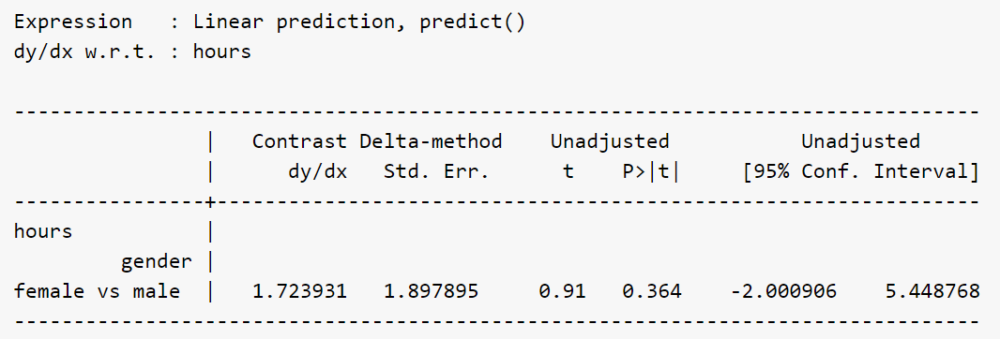 Expression   : Linear prediction, predict()
dy/dx w.r.t. : hours
---------------------------------------------------------------------------------
                |   Contrast Delta-method    Unadjusted           Unadjusted
                |      dy/dx   Std. Err.      t    P>|t|     [95% Conf. Interval]
----------------+----------------------------------------------------------------
hours           |
         gender |
female vs male  |   1.723931   1.897895     0.91   0.364    -2.000906    5.448768
---------------------------------------------------------------------------------